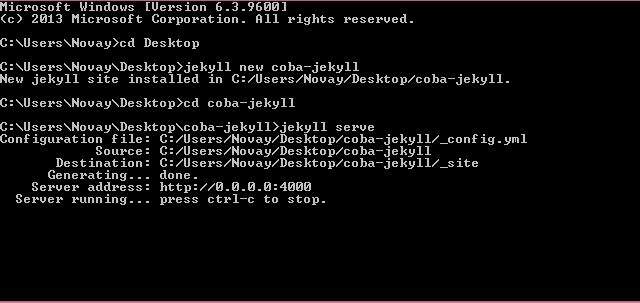 Microsoft Windows [Version 6.3.9600]
(c) 2013 Microsoft Corporation. All rights reserved.
C:\Users\Novay>cd Desktop
C:\Users\Novay\Desktop>jekyll new coba-jekyll
New jekyll site installed in C:/Users/Novay/Desktop/coba-jekyll.
C:\Users\Novay\Desktop>cd coba-jekyll
C:\Users\Novay\Desktop\coba-jekyll>jekyll serve
Configuration file: C:/Users/Novay/Desktop/coba-jekyll/_config.yml
Source: C:/Users/Novay/Desktop/coba-jekyll
Destination: C:/Users/Novay/Desktop/coba-jekyll/_site
Generating... done.
Server address: http://0.0.0.0:4000
Server running... press ctrl-c to stop.